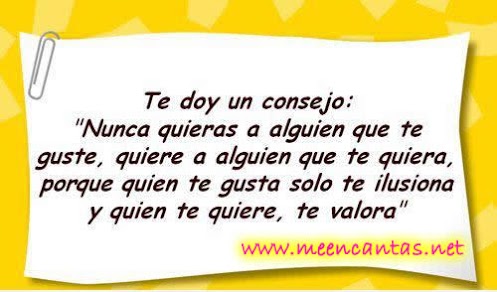 Te doy un consejo:
"Nunca quieras a alguien que te
guste, quiere a alguien que te quiera,
porque quien te gusta solo te ilusiona
y quien te quiere, te valora"
www.meencantas.net